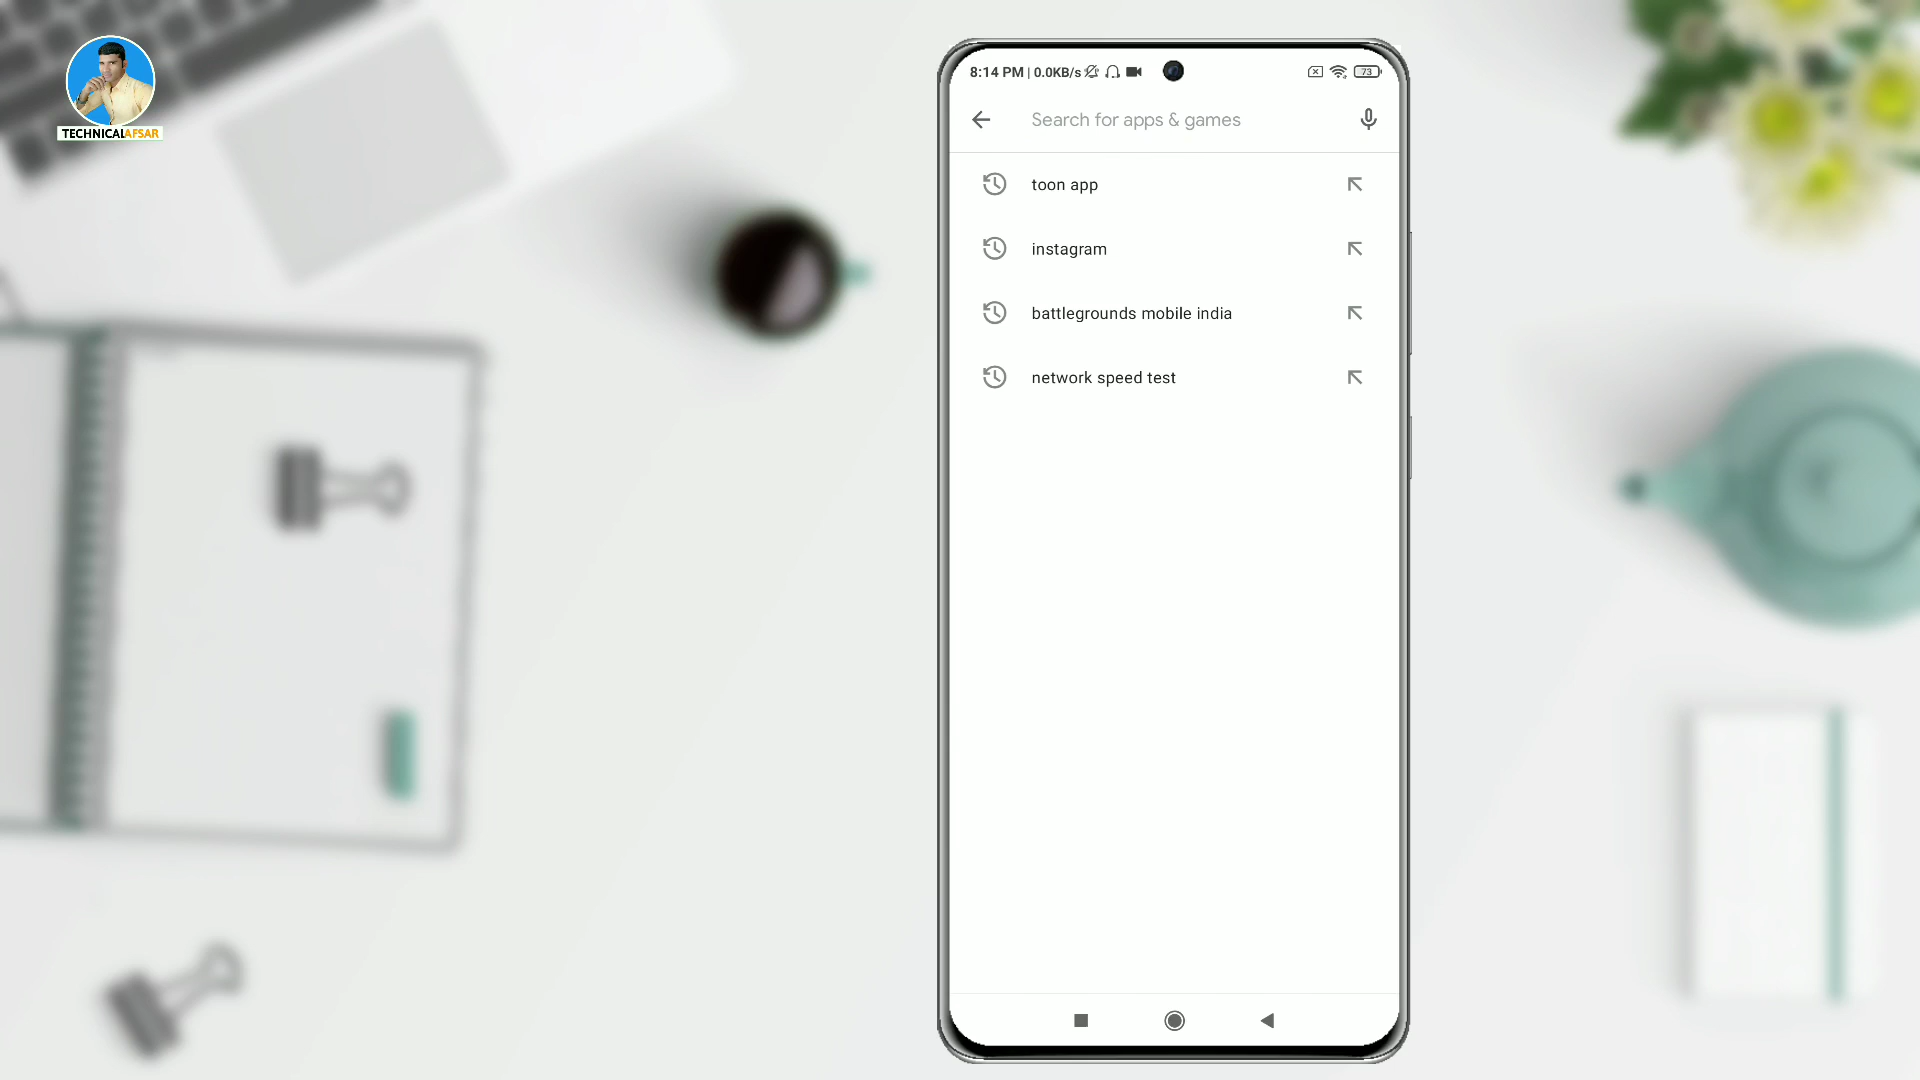 TECHNICALAFSAR
8:14 PM | 0.0KB/s
73
Search for apps & games
toon app
instagram
battlegrounds mobile india
network speed test